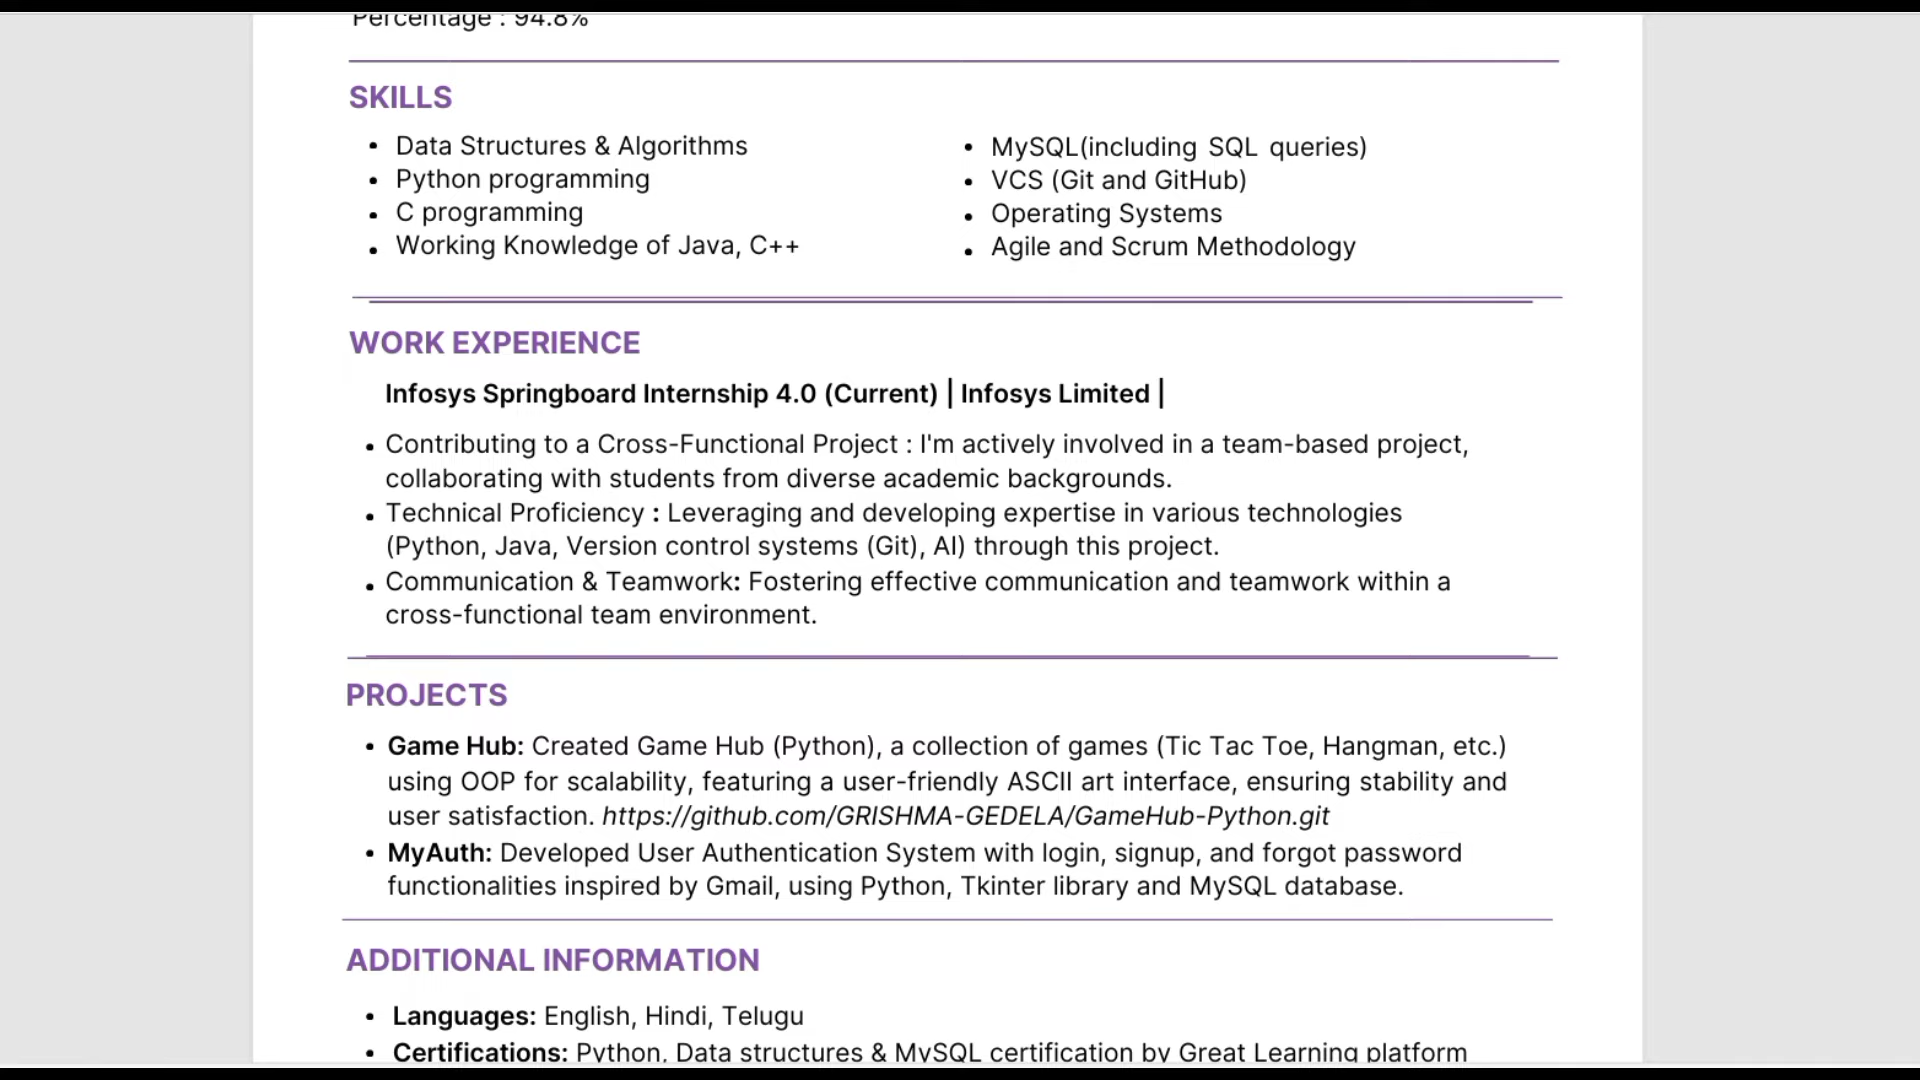 Percentage : 94.8%
SKILLS
• Data Structures & Algorithms
• Python programming
• C programming
• Working Knowledge of Java, C++
• MySQL(including SQL queries)
• VCS (Git and GitHub)
• Operating Systems
• Agile and Scrum Methodology
WORK EXPERIENCE
Infosys Springboard Internship 4.0 (Current) | Infosys Limited |
• Contributing to a Cross-Functional Project : I'm actively involved in a team-based project,
collaborating with students from diverse academic backgrounds.
• Technical Proficiency : Leveraging and developing expertise in various technologies
(Python, Java, Version control systems (Git), AI) through this project.
• Communication & Teamwork: Fostering effective communication and teamwork within a
cross-functional team environment.
PROJECTS
• Game Hub: Created Game Hub (Python), a collection of games (Tic Tac Toe, Hangman, etc.)
using OOP for scalability, featuring a user-friendly ASCII art interface, ensuring stability and
user satisfaction. https://github.com/GRISHMA-GEDELA/GameHub-Python.git
• MyAuth: Developed User Authentication System with login, signup, and forgot password
functionalities inspired by Gmail, using Python, Tkinter library and MySQL database.
ADDITIONAL INFORMATION
• Languages: English, Hindi, Telugu
• Certifications: Python, Data structures & MySQL certification by Great Learning platform